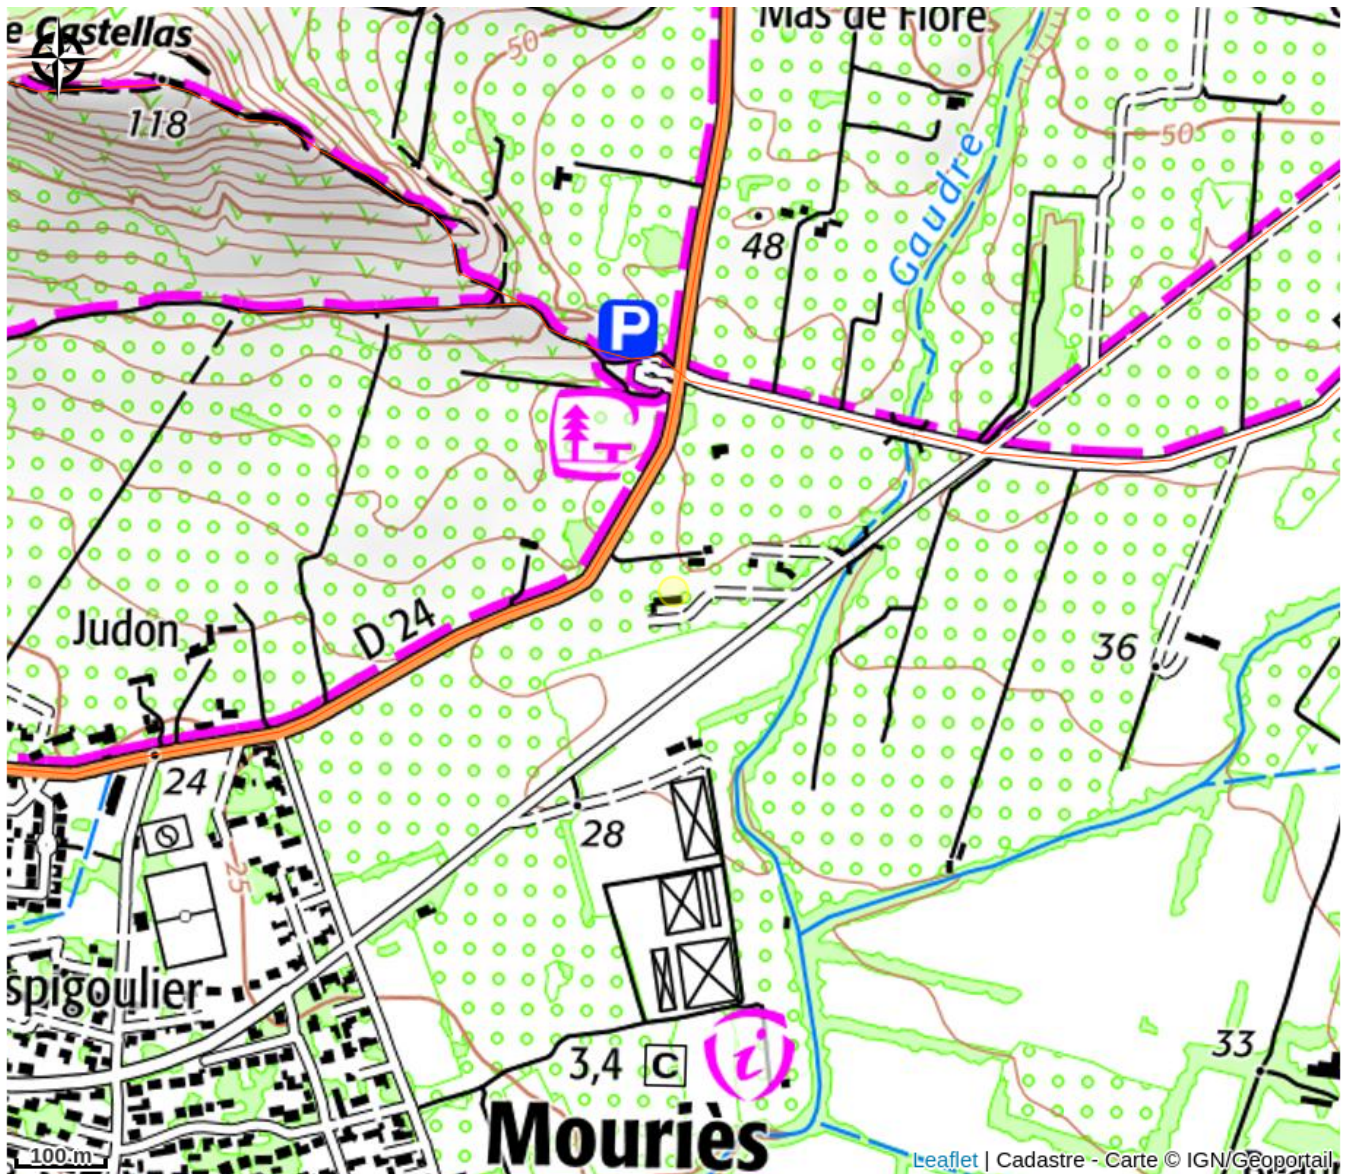 Mas de Flore
e Castellas
50
118
50
Gaudre
P
48
Judon
D 24
36
24
28
25
spigoulier
33
3,4 C
i
Mouriès
100 m
Leaflet | Cadastre - Carte © IGN/Geoportail